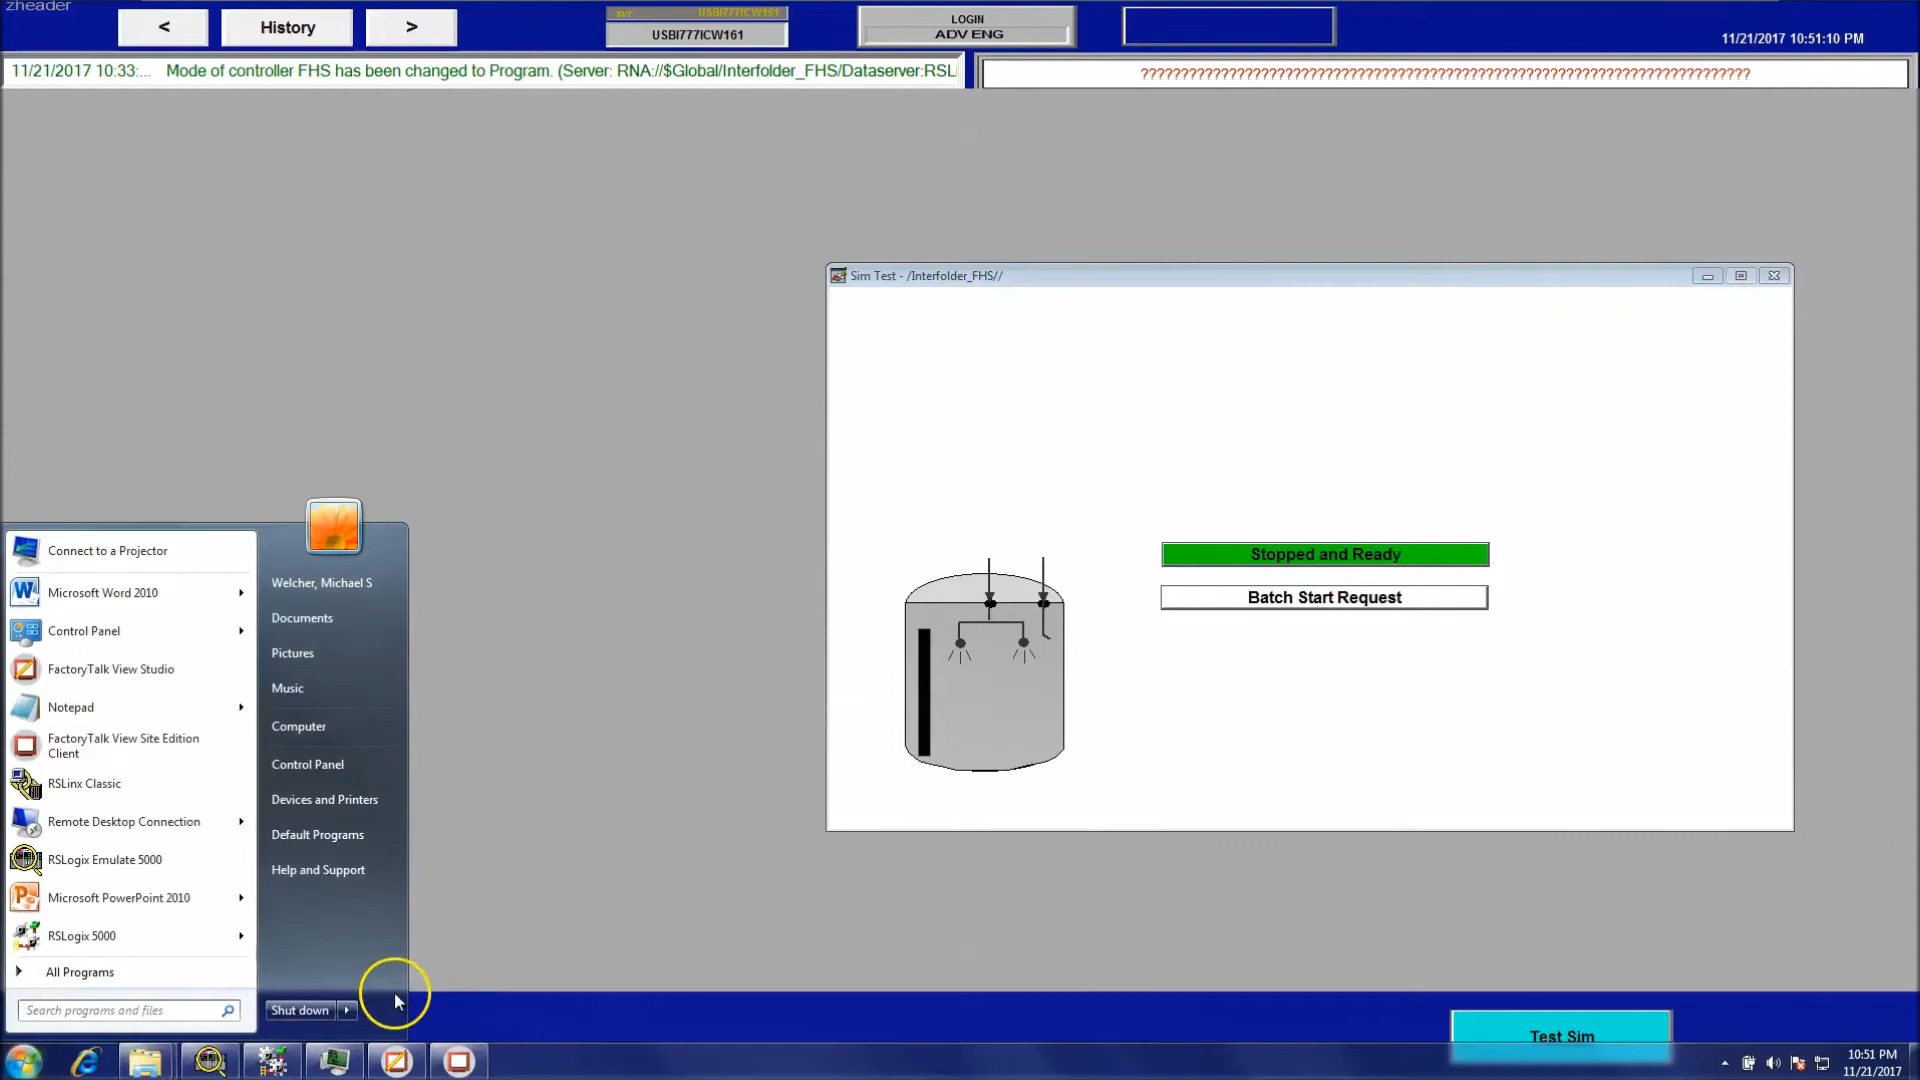 zheader
<
History
>
svr USBI777ICW161
USBI777ICW161
LOGIN
ADV ENG
11/21/2017 10:51:10 PM
11/21/2017 10:33:... Mode of controller FHS has been changed to Program. (Server: RNA://$Global/Interfolder_FHS/Dataserver:RSL
????????????????????????????????????????????????????????????????????????????
Sim Test - /Interfolder_FHS//
Stopped and Ready
Batch Start Request
Connect to a Projector
Microsoft Word 2010
Control Panel
FactoryTalk View Studio
Notepad
FactoryTalk View Site Edition
Client
RSLinx Classic
Remote Desktop Connection
RSLogix Emulate 5000
Microsoft PowerPoint 2010
RSLogix 5000
All Programs
Search programs and files
Welcher, Michael S
Documents
Pictures
Music
Computer
Control Panel
Devices and Printers
Default Programs
Help and Support
Shut down
Test Sim
10:51 PM
11/21/2017